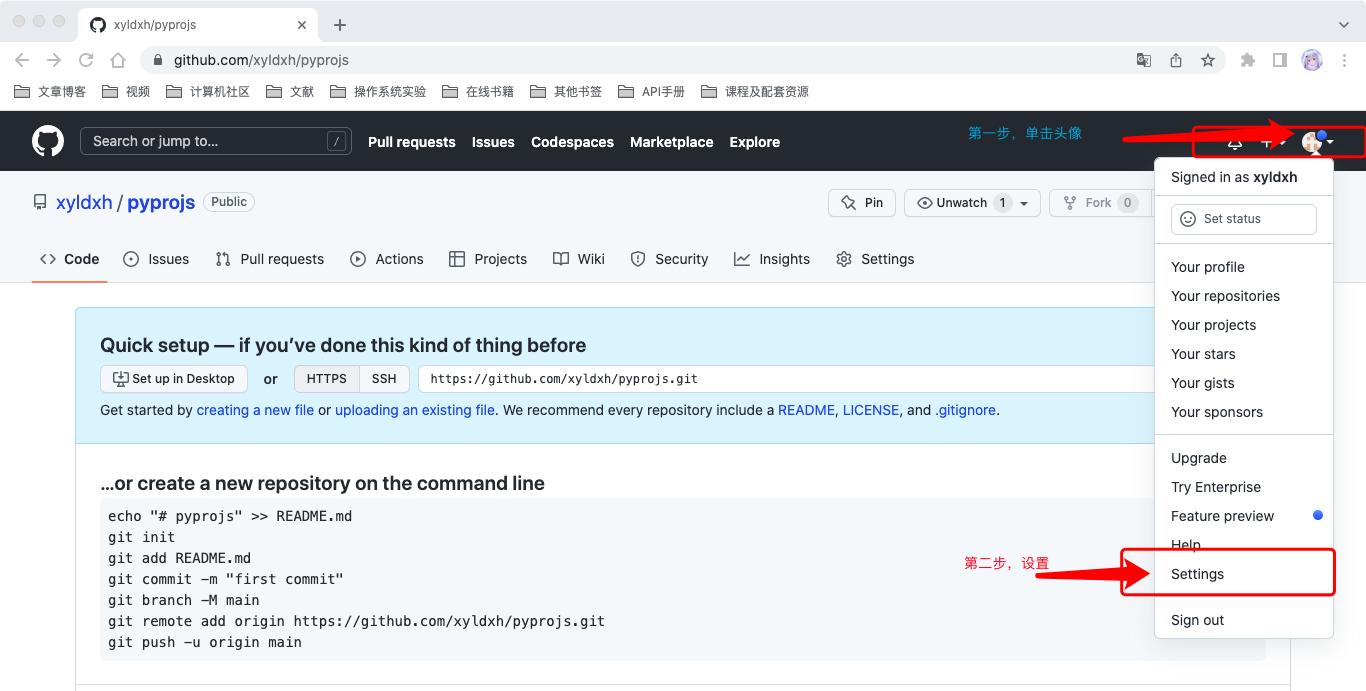 xyldxh/pyprojs
github.com/xyldxh/pyprojs
文章博客 视频 计算机社区 文献 操作系统实验 在线书籍 其他书签 API手册 课程及配套资源
Search or jump to... / Pull requests Issues Codespaces Marketplace Explore 第一步，单击头像
Signed in as xyldxh
xyldxh / pyprojs Public Pin Unwatch 1 Fork 0
Set status
Code Issues Pull requests Actions Projects Wiki Security Insights Settings
Your profile
Your repositories
Your projects
Your stars
Your gists
Your sponsors
Upgrade
Try Enterprise
Feature preview
Help
Settings
Sign out
Quick setup — if you’ve done this kind of thing before
Set up in Desktop or HTTPS SSH https://github.com/xyldxh/pyprojs.git
Get started by creating a new file or uploading an existing file. We recommend every repository include a README, LICENSE, and .gitignore.
…or create a new repository on the command line
echo "# pyprojs" >> README.md
git init
git add README.md
git commit -m "first commit"
git branch -M main
git remote add origin https://github.com/xyldxh/pyprojs.git
git push -u origin main
第二步，设置